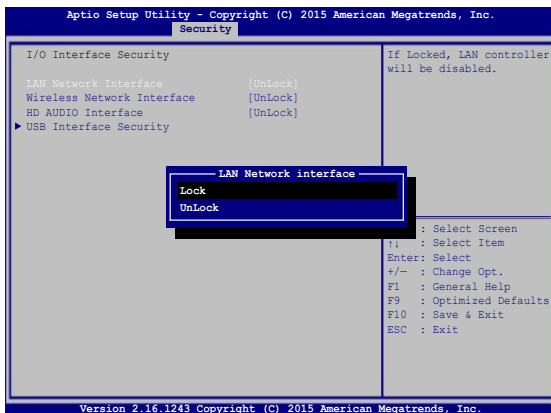 Aptio Setup Utility - Copyright (C) 2015 American Megatrends, Inc.
Security
I/O Interface Security
LAN Network Interface [UnLock]
Wireless Network Interface [UnLock]
HD AUDIO Interface [UnLock]
▶ USB Interface Security
If Locked, LAN controller
will be disabled.
LAN Network interface
Lock
UnLock
: Select Screen
↑↓ : Select Item
Enter: Select
+/— : Change Opt.
F1 : General Help
F9 : Optimized Defaults
F10 : Save & Exit
ESC : Exit
Version 2.16.1243 Copyright (C) 2015 American Megatrends, Inc.